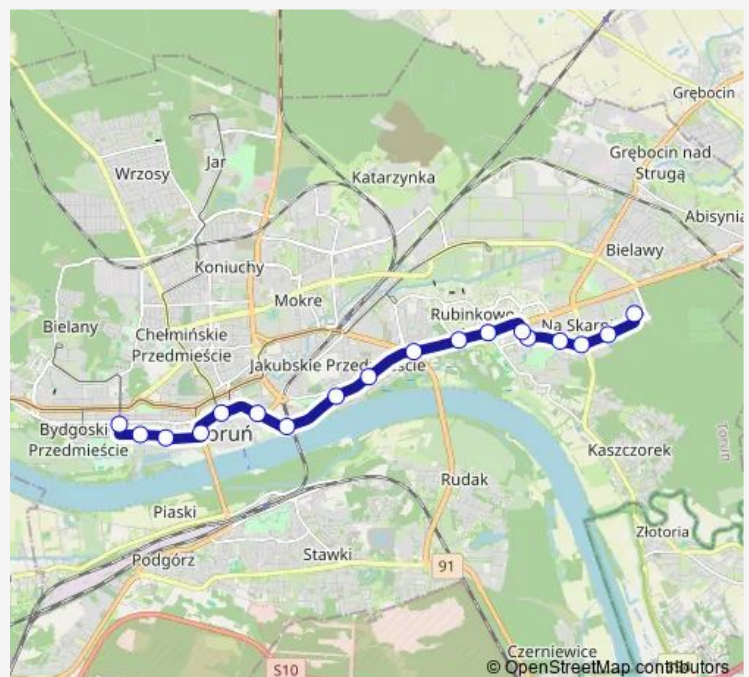 Grębocin
Grębocin nad
Strugą
Jar
Wrzosy
Katarzynka
Abisynia
Bielawy
Koniuchy
Mokre
Rubinkowo
Na Skarpie
Bielany
Chełmińskie
Przedmieście
Jakubskie Przedmieście
Bydgoskie
Przedmieście
Toruń
Kaszczorek
Toruń
Rudak
Piaski
Złotoria
Stawki
Podgórz
91
Czerniewice
S10
© OpenStreetMap contributors